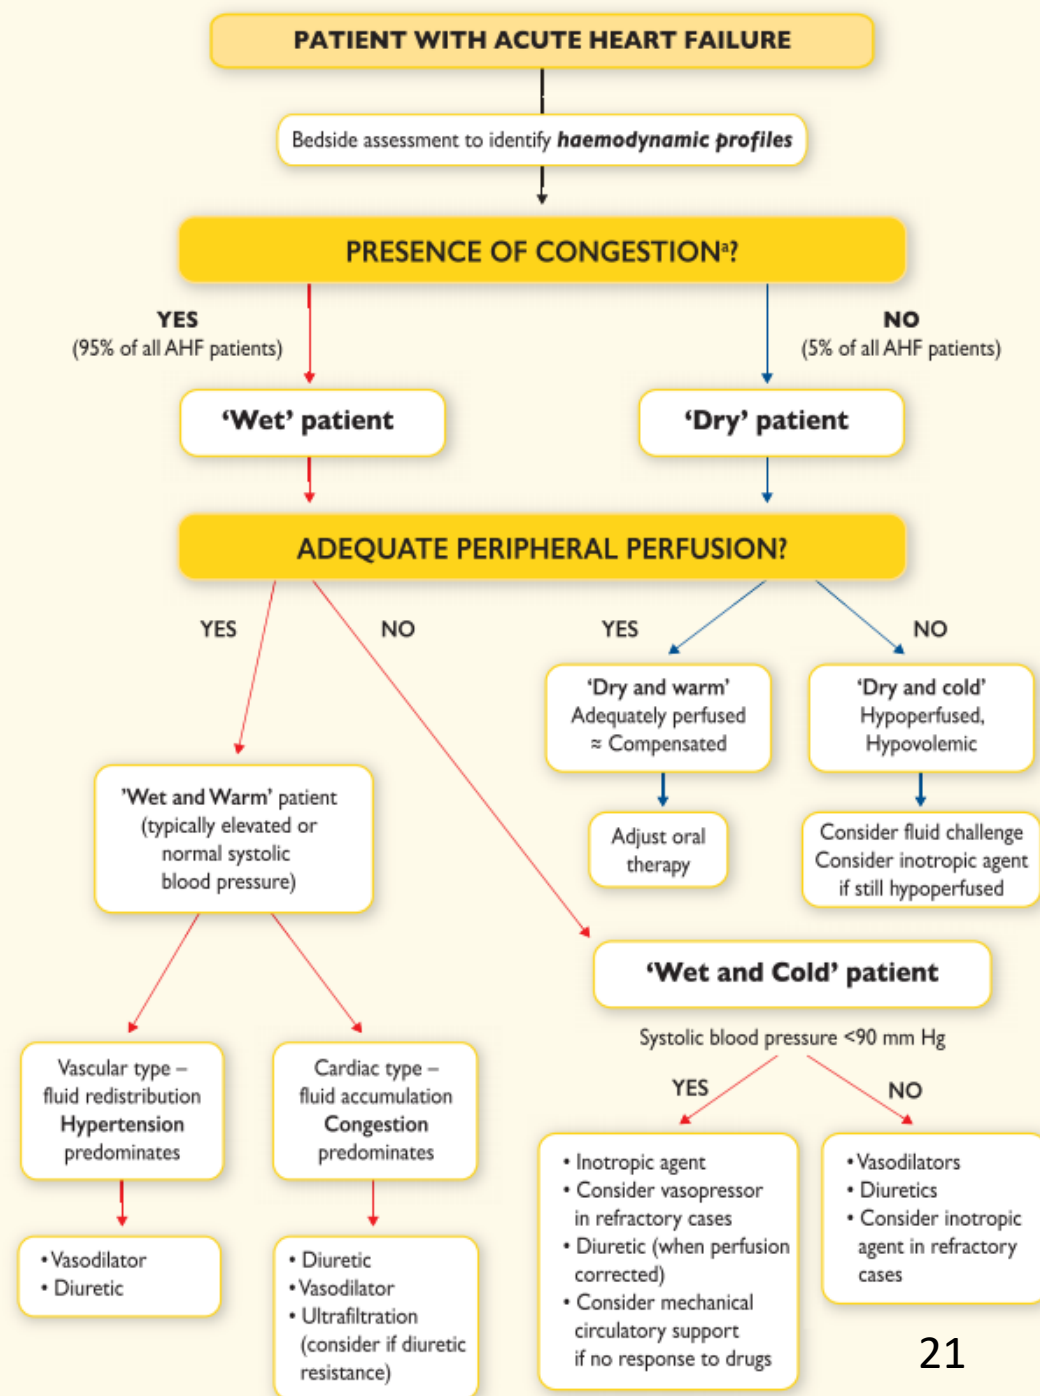 PATIENT WITH ACUTE HEART FAILURE
Bedside assessment to identify haemodynamic profiles
PRESENCE OF CONGESTIONᵃ?
YES
(95% of all AHF patients)
NO
(5% of all AHF patients)
‘Wet’ patient
‘Dry’ patient
ADEQUATE PERIPHERAL PERFUSION?
YES
NO
YES
NO
‘Dry and warm’
Adequately perfused
≈ Compensated
‘Dry and cold’
Hypoperfused,
Hypovolemic
’Wet and Warm’ patient
(typically elevated or
normal systolic
blood pressure)
Adjust oral
therapy
Consider fluid challenge
Consider inotropic agent
if still hypoperfused
‘Wet and Cold’ patient
Systolic blood pressure <90 mm Hg
YES
NO
Vascular type –
fluid redistribution
Hypertension
predominates
Cardiac type –
fluid accumulation
Congestion
predominates
• Vasodilator
• Diuretic
• Diuretic
• Vasodilator
• Ultrafiltration
(consider if diuretic
resistance)
• Inotropic agent
• Consider vasopressor
in refractory cases
• Diuretic (when perfusion
corrected)
• Consider mechanical
circulatory support
if no response to drugs
• Vasodilators
• Diuretics
• Consider inotropic
agent in refractory
cases
21